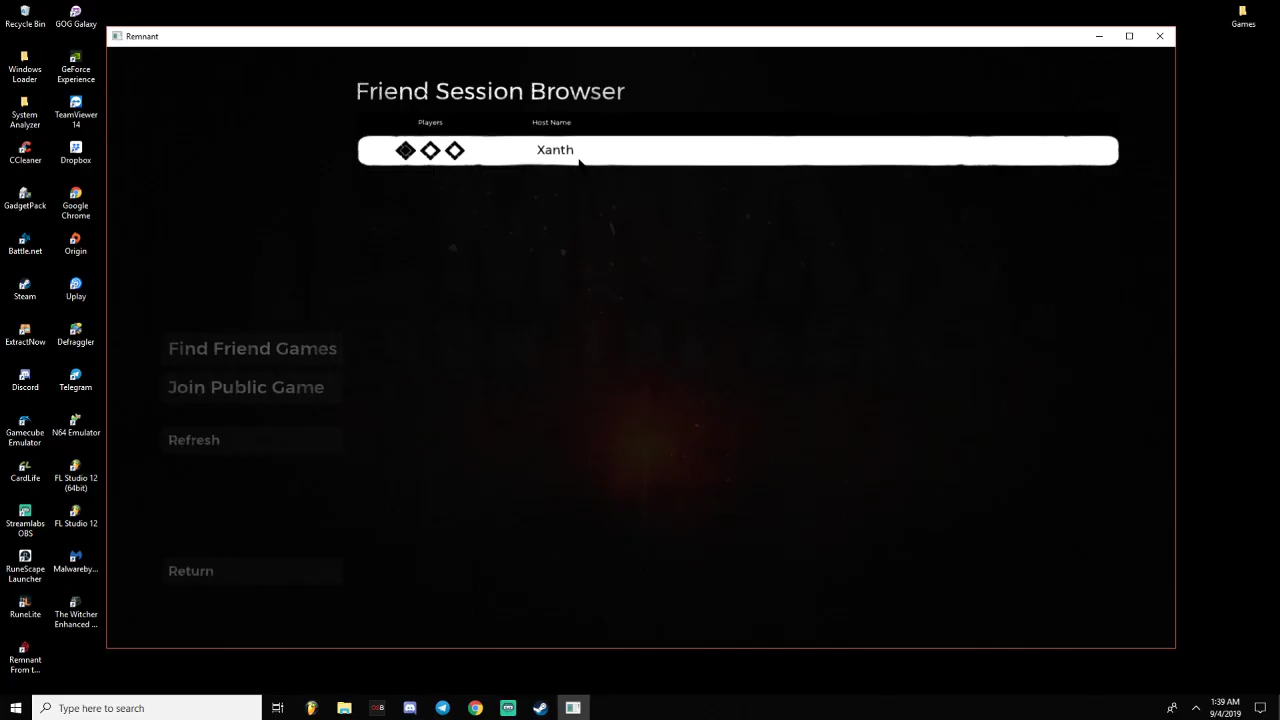 Remnant
Friend Session Browser
Players
Host Name
Xanth
Find Friend Games
Join Public Game
Refresh
Return
Recycle Bin
GOG Galaxy
Windows
Loader
GeForce
Experience
System
Analyzer
TeamViewer
14
CCleaner
Dropbox
GadgetPack
Google
Chrome
Battle.net
Origin
Steam
Uplay
ExtractNow
Defraggler
Discord
Telegram
Gamecube
Emulator
N64 Emulator
CardLife
FL Studio 12
(64bit)
Streamlabs
OBS
FL Studio 12
RuneScape
Launcher
Malwareby...
RuneLite
The Witcher
Enhanced ...
Remnant
From t...
Games
Type here to search
OSB
1:39 AM
9/4/2019